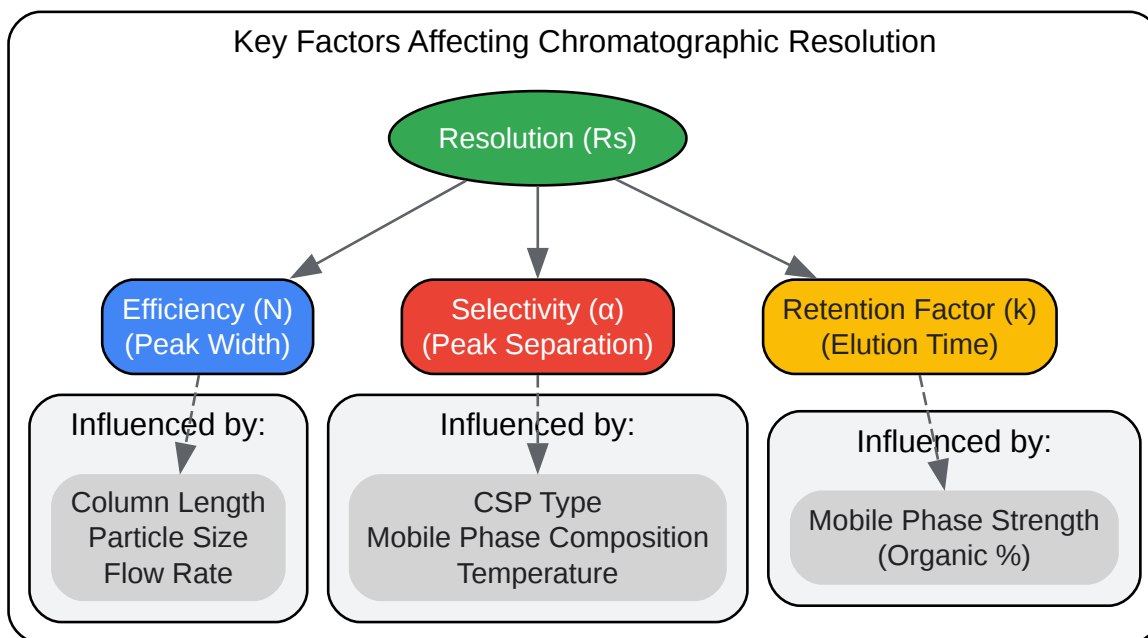 Key Factors Affecting Chromatographic Resolution
Resolution (Rs)
Efficiency (N)
(Peak Width)
Selectivity (α)
(Peak Separation)
Retention Factor (k)
(Elution Time)
Influenced by:
Column Length
Particle Size
Flow Rate
Influenced by:
CSP Type
Mobile Phase Composition
Temperature
Influenced by:
Mobile Phase Strength
(Organic %)